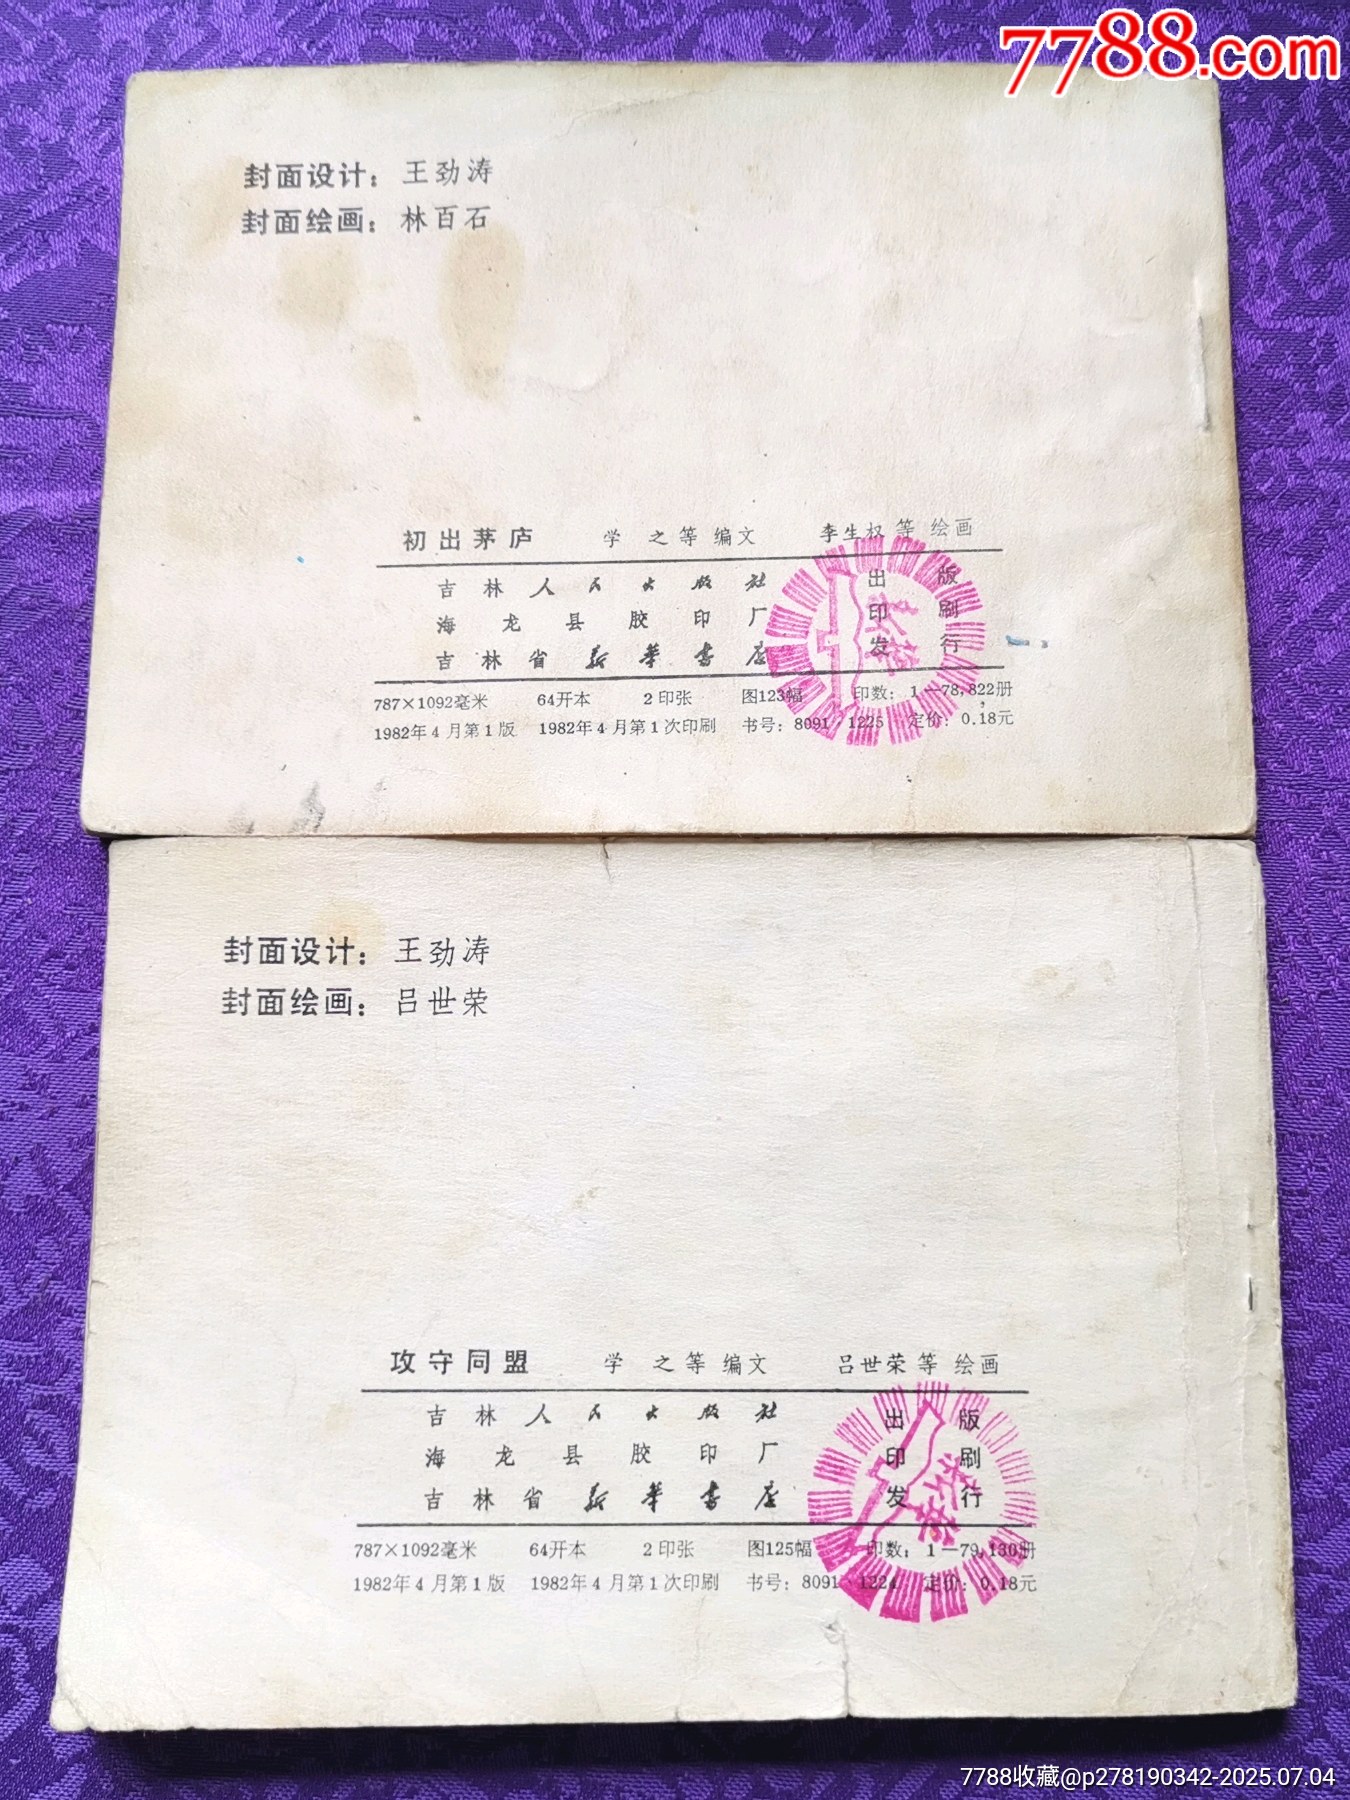 7788.com
封面设计：王劲涛
封面绘画：林百石
初出茅庐 学之等编文 李生权等绘画
吉林人民出版社 出版
海龙县胶印厂 印刷
吉林省新华书店 发行
787×1092毫米 64开本 2印张 图123幅 印数：1—78,822册
1982年4月第1版 1982年4月第1次印刷 书号：8091·1225 定价：0.18元
封面设计：王劲涛
封面绘画：吕世荣
攻守同盟 学之等编文 吕世荣等绘画
吉林人民出版社 出版
海龙县胶印厂 印刷
吉林省新华书店 发行
787×1092毫米 64开本 2印张 图125幅 印数：1—79,130册
1982年4月第1版 1982年4月第1次印刷 书号：8091·1224 定价：0.18元
7788收藏@p278190342-2025.07.04